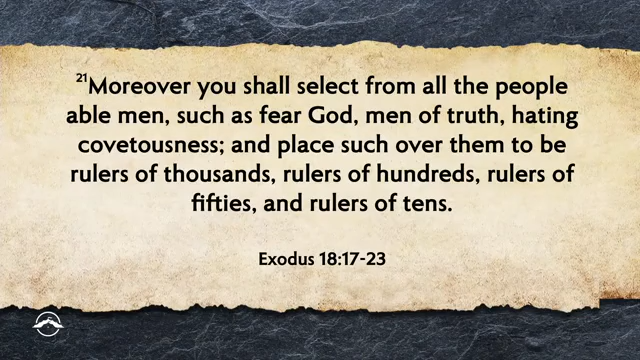 ²¹Moreover you shall select from all the people
able men, such as fear God, men of truth, hating
covetousness; and place such over them to be
rulers of thousands, rulers of hundreds, rulers of
fifties, and rulers of tens.
Exodus 18:17-23